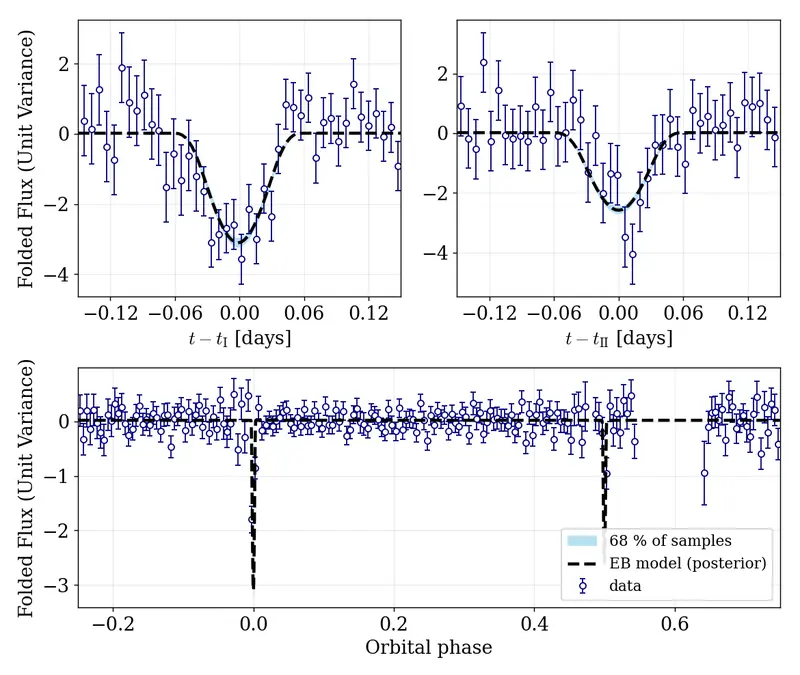 Folded Flux (Unit Variance)
2
0
−2
−4
−0.12 −0.06 0.00 0.06 0.12
t − tI [days]
2
0
−2
−4
−0.12 −0.06 0.00 0.06 0.12
t − tII [days]
Folded Flux (Unit Variance)
0
−1
−2
−3
68 % of samples
EB model (posterior)
data
−0.2 0.0 0.2 0.4 0.6
Orbital phase